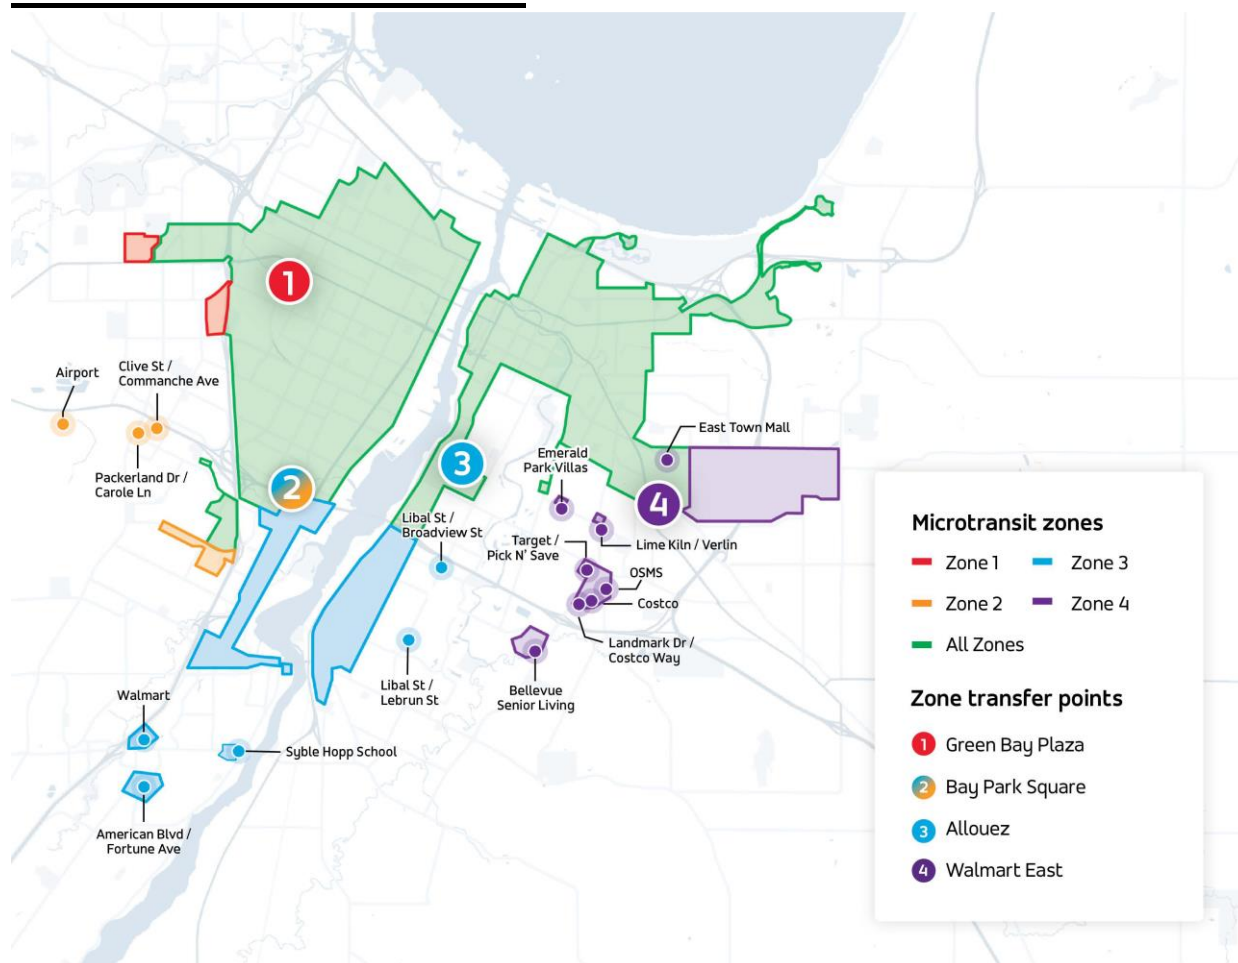 1
Airport
Clive St /
Commanche Ave
Packerland Dr /
Carole Ln
2
3
4
East Town Mall
Emerald
Park Villas
Libal St /
Broadview St
Target /
Pick N' Save
Lime Kiln / Verlin
OSMS
Costco
Landmark Dr /
Costco Way
Libal St /
Lebrun St
Bellevue
Senior Living
Walmart
Syble Hopp School
American Blvd /
Fortune Ave
Microtransit zones
Zone 1
Zone 3
Zone 2
Zone 4
All Zones
Zone transfer points
1 Green Bay Plaza
2 Bay Park Square
3 Allouez
4 Walmart East